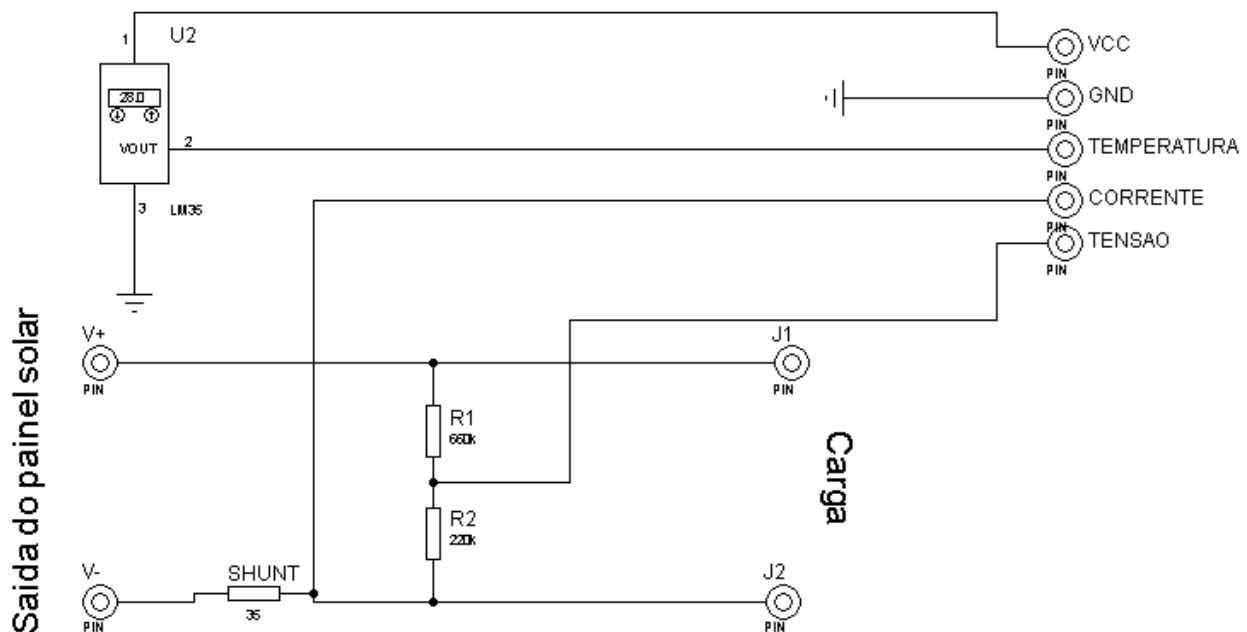 1
U2
VCC
PIN
28.0
GND
PIN
VOUT
2
TEMPERATURA
PIN
3
LM35
CORRENTE
PIN
TENSAO
PIN
Saida do painel solar
V+
PIN
J1
PIN
R1
660k
Carga
R2
220k
V-
PIN
SHUNT
35
J2
PIN